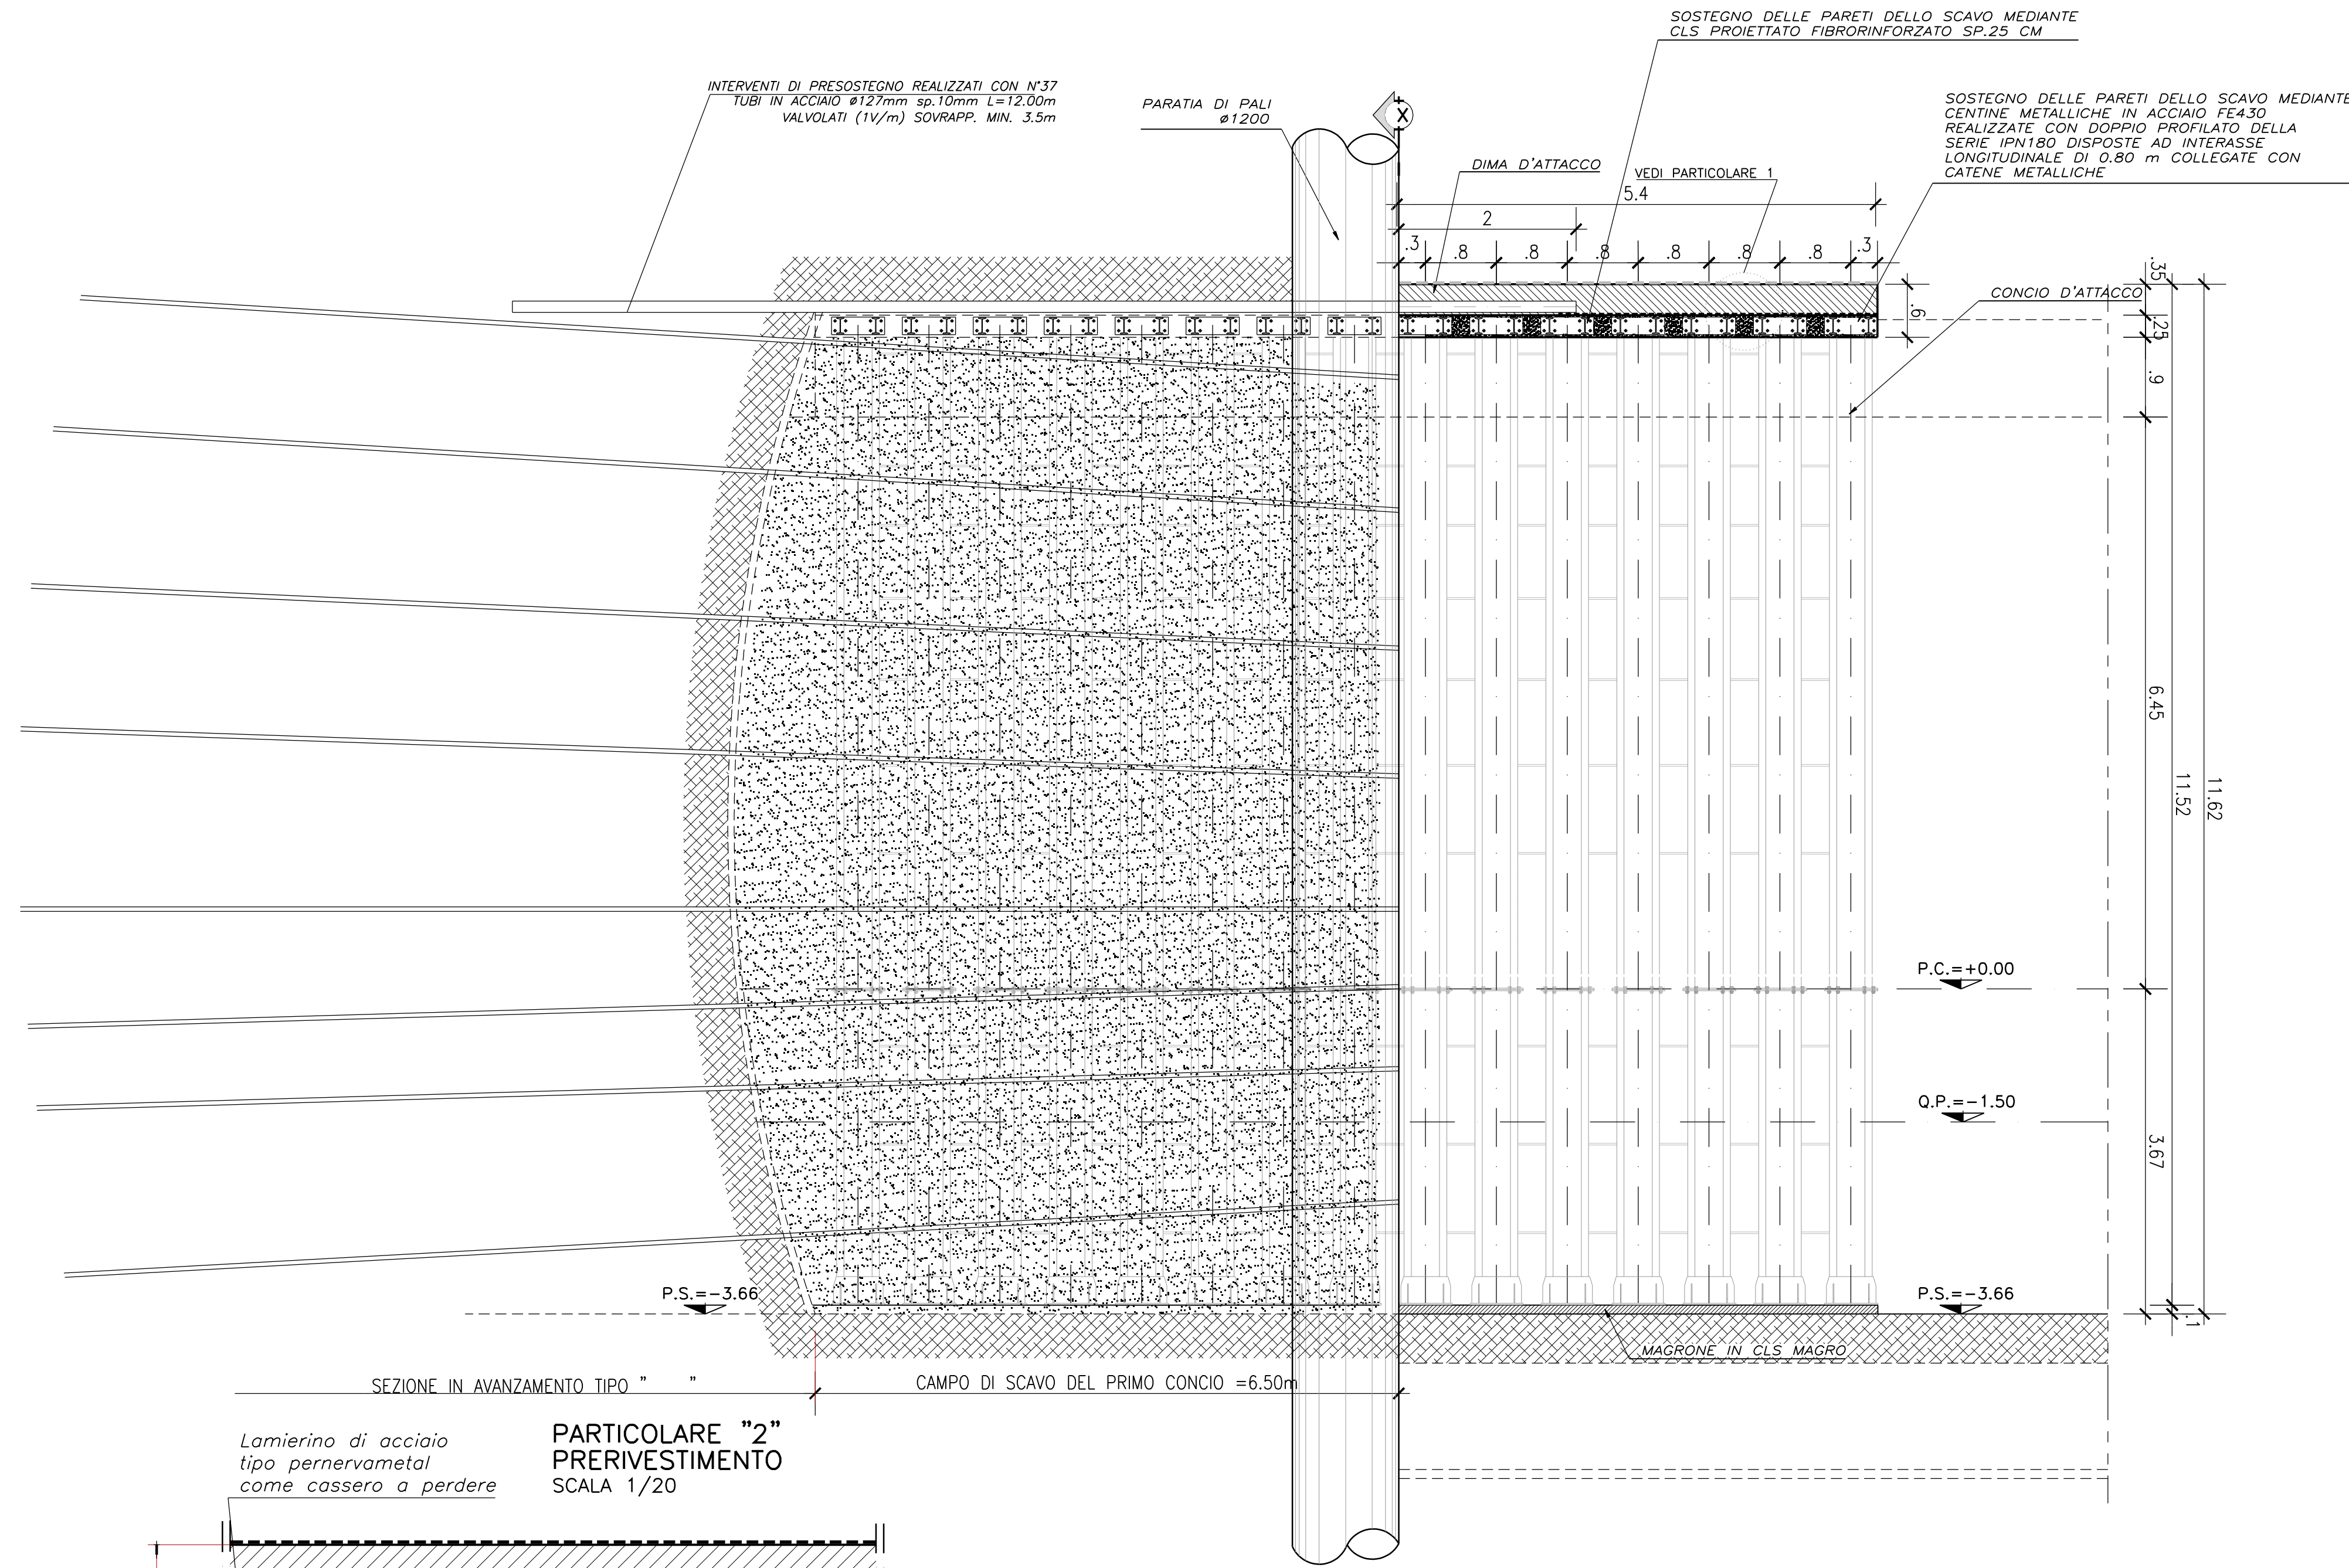 SOSTEGNO DELLE PARETI DELLO SCAVO MEDIANTE
CLS PROIETTATO FIBRORINFORZATO SP.25 CM
INTERVENTI DI PRESOSTEGNO REALIZZATI CON N°37
TUBI IN ACCIAIO ø127mm sp.10mm L=12.00m
VALVOLATI (1V/m) SOVRAPP. MIN. 3.5m
PARATIA DI PALI
ø1200
X
SOSTEGNO DELLE PARETI DELLO SCAVO MEDIANTE
CENTINE METALLICHE IN ACCIAIO FE430
REALIZZATE CON DOPPIO PROFILATO DELLA
SERIE IPN180 DISPOSTE AD INTERASSE
LONGITUDINALE DI 0.80 m COLLEGATE CON
CATENE METALLICHE
DIMA D'ATTACCO
VEDI PARTICOLARE 1
5.4
2
.3
.8
.8
.8
.8
.8
.8
.3
.6
CONCIO D'ATTACCO
.35
.25
.9
6.45
11.52
11.62
P.C.=+0.00
Q.P.=-1.50
3.67
P.S.=-3.66
P.S.=-3.66
.1
MAGRONE IN CLS MAGRO
SEZIONE IN AVANZAMENTO TIPO " "
CAMPO DI SCAVO DEL PRIMO CONCIO =6.50m
Lamierino di acciaio
tipo pernervametal
come cassero a perdere
PARTICOLARE "2"
PRERIVESTIMENTO
SCALA 1/20